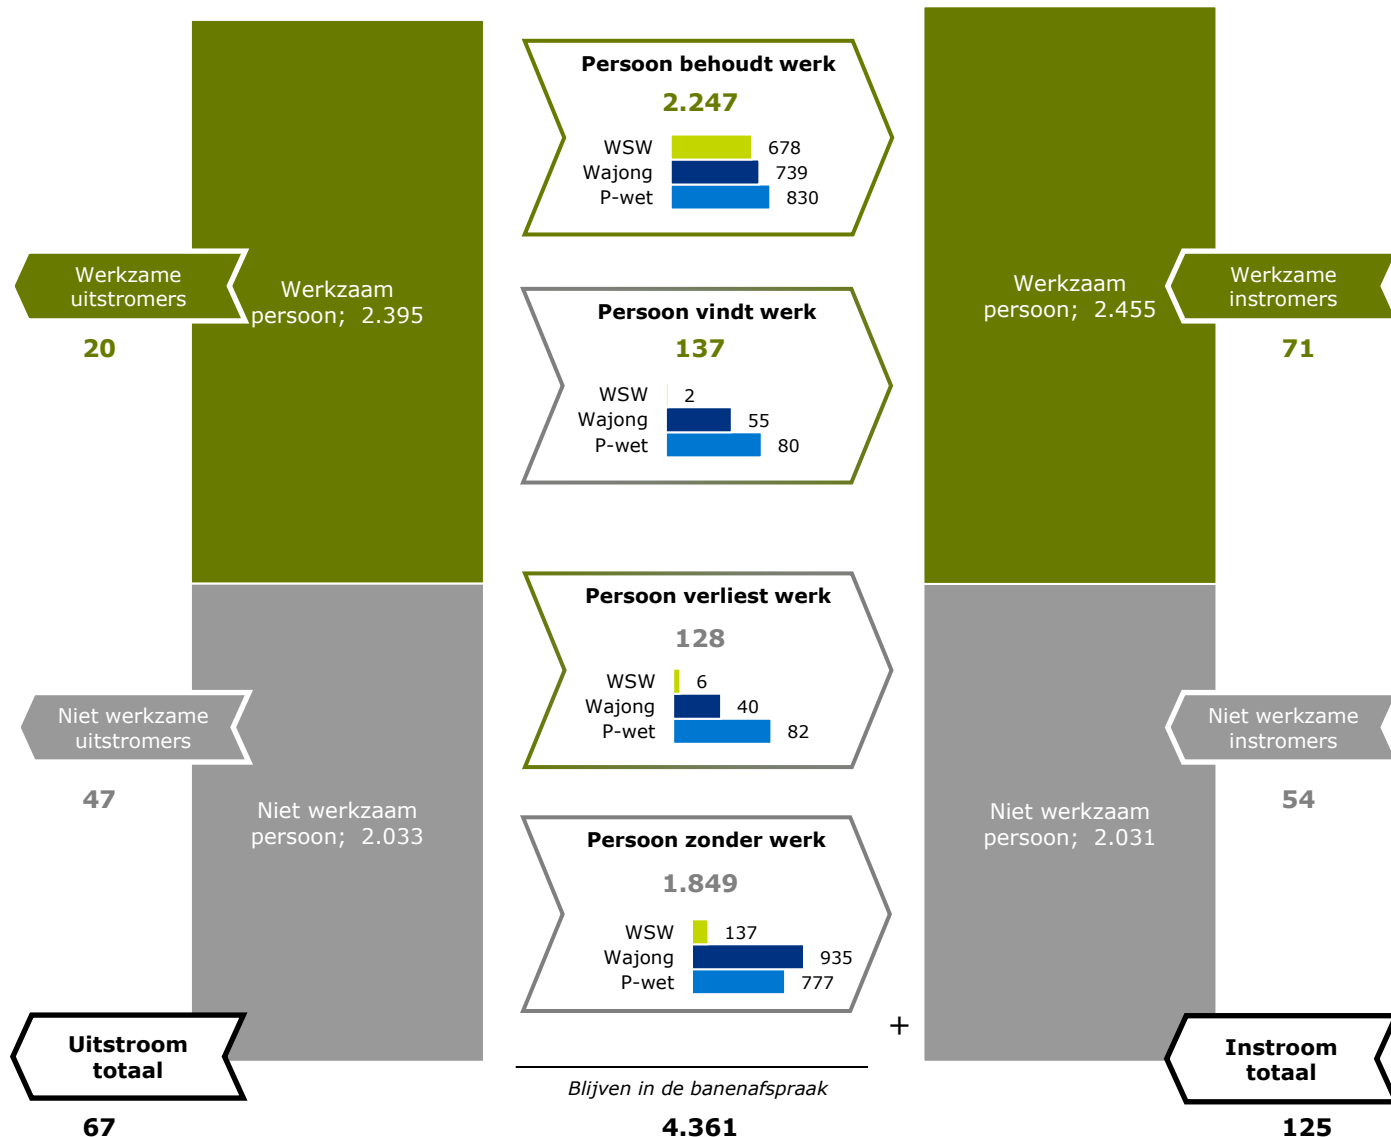 Werkzame
uitstromers
20
Werkzaam
persoon;  2.395
Niet werkzame
uitstromers
47
Niet werkzaam
persoon;  2.033
Uitstroom
totaal
67
Persoon behoudt werk
2.247
WSW 678
Wajong 739
P-wet 830
Persoon vindt werk
137
WSW 2
Wajong 55
P-wet 80
Persoon verliest werk
128
WSW 6
Wajong 40
P-wet 82
Persoon zonder werk
1.849
WSW 137
Wajong 935
P-wet 777
+
Blijven in de banenafspraak
4.361
Werkzaam
persoon;  2.455
Werkzame
instromers
71
Niet werkzaam
persoon;  2.031
Niet werkzame
instromers
54
Instroom
totaal
125